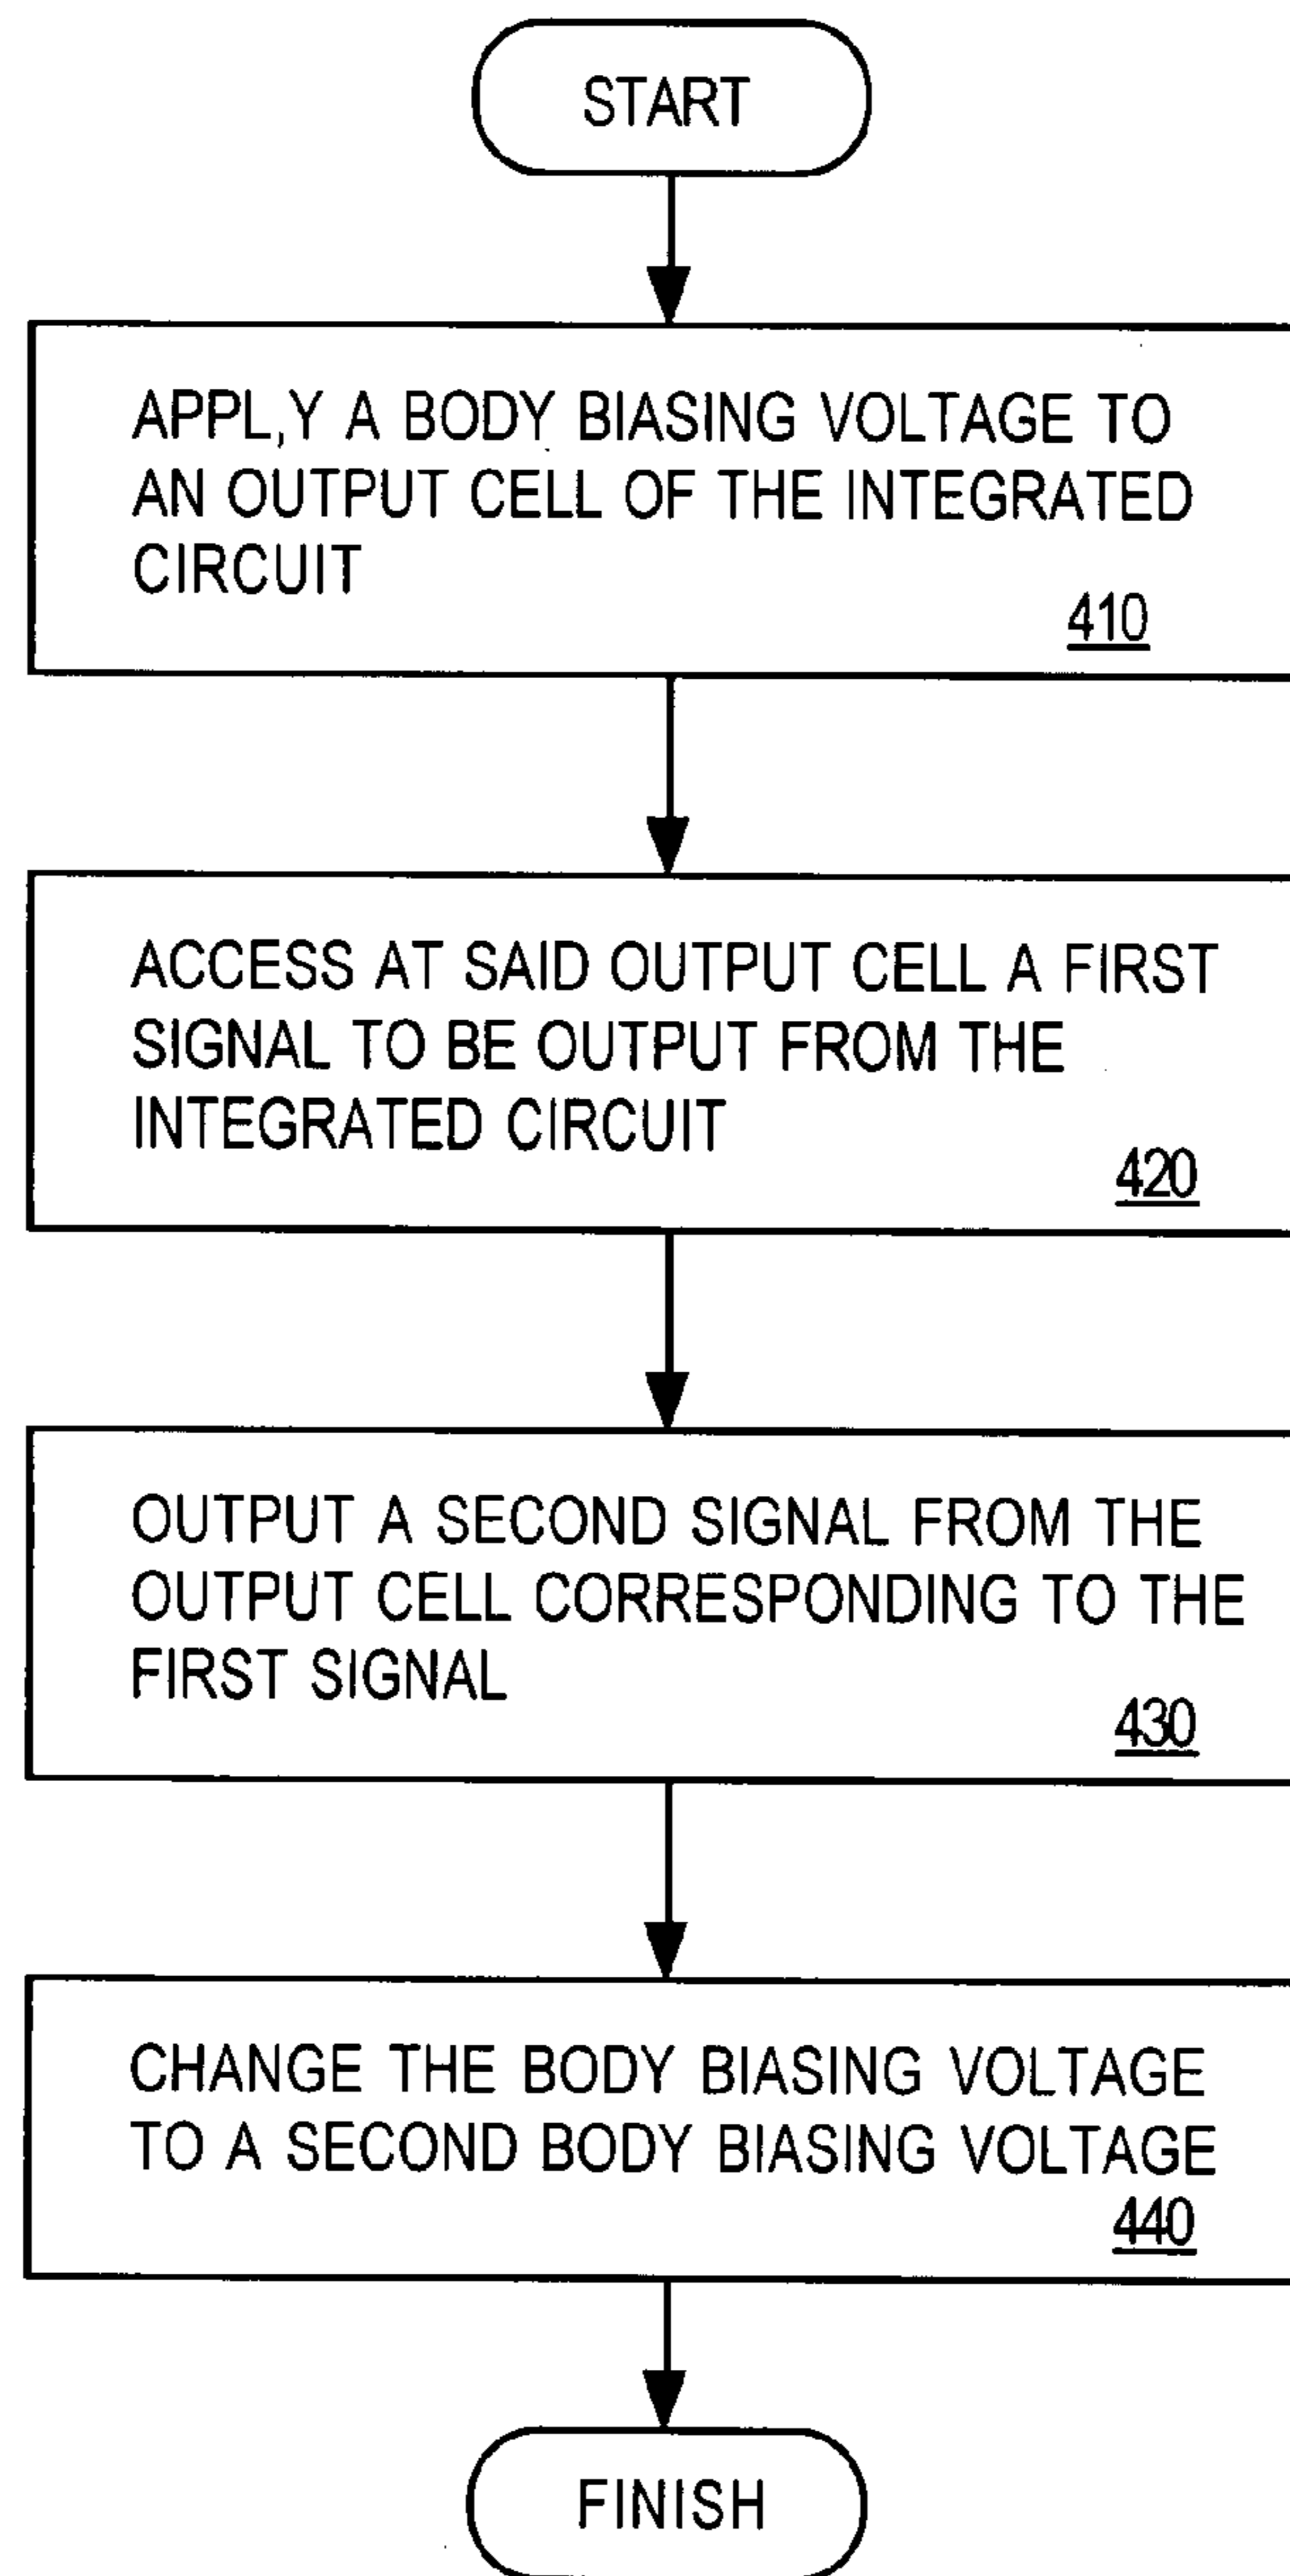 START
APPL,Y A BODY BIASING VOLTAGE TO
AN OUTPUT CELL OF THE INTEGRATED
CIRCUIT
410
ACCESS AT SAID OUTPUT CELL A FIRST
SIGNAL TO BE OUTPUT FROM THE
INTEGRATED CIRCUIT
420
OUTPUT A SECOND SIGNAL FROM THE
OUTPUT CELL CORRESPONDING TO THE
FIRST SIGNAL
430
CHANGE THE BODY BIASING VOLTAGE
TO A SECOND BODY BIASING VOLTAGE
440
FINISH